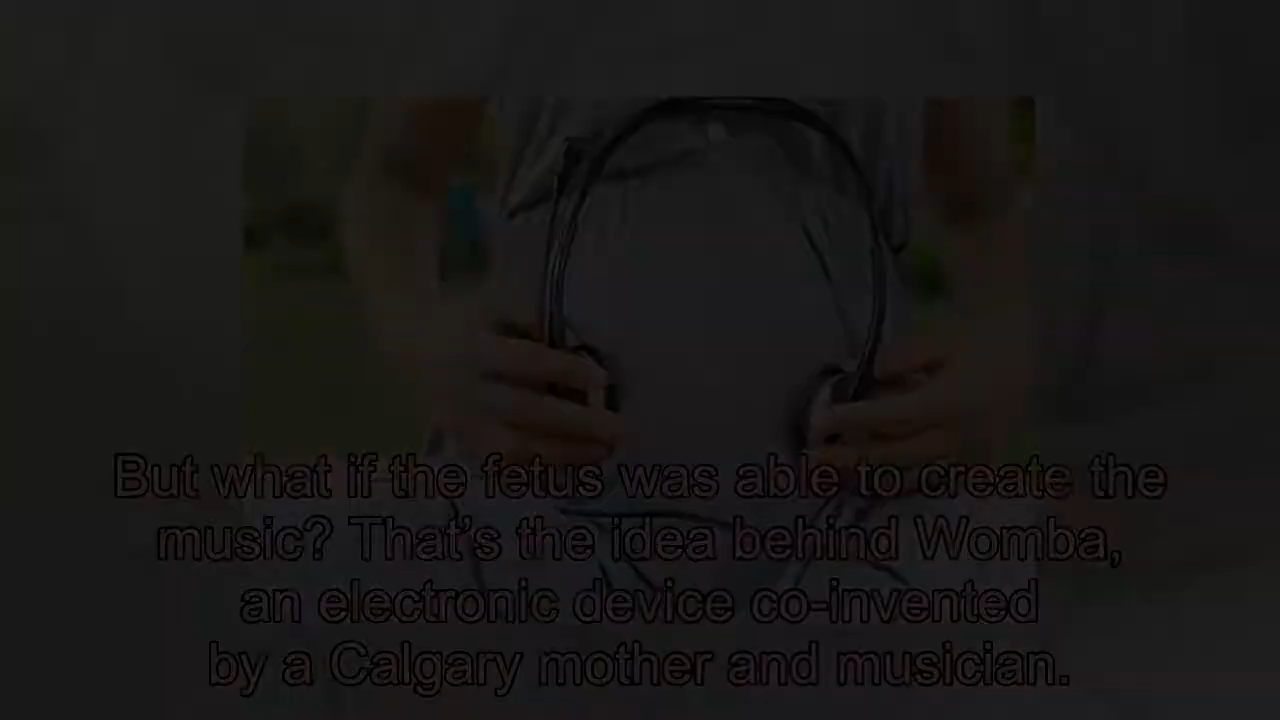 But what if the fetus was able to create the
music? That's the idea behind Womba,
an electronic device co-invented
by a Calgary mother and musician.